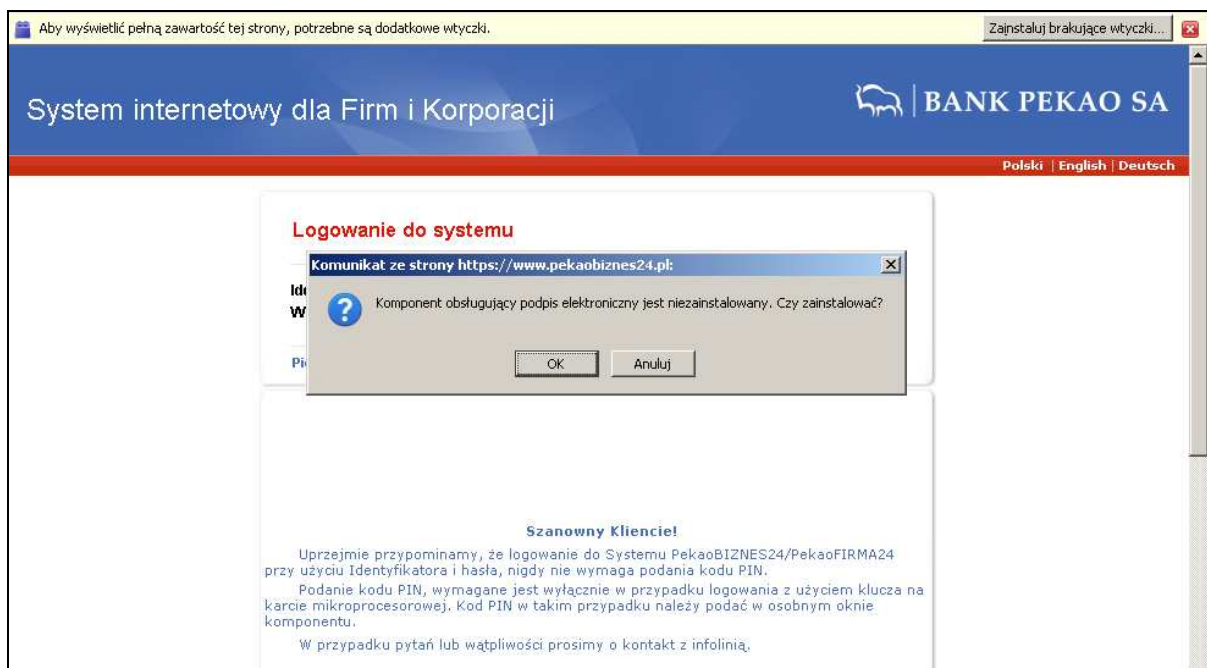 Aby wyświetlić pełną zawartość tej strony, potrzebne są dodatkowe wtyczki.
Zainstaluj brakujące wtyczki...
System internetowy dla Firm i Korporacji
BANK PEKAO SA
Polski | English | Deutsch
Logowanie do systemu
Komunikat ze strony https://www.pekaobiznes24.pl:
Komponent obsługujący podpis elektroniczny jest niezainstalowany. Czy zainstalować?
OK
Anuluj
Szanowny Kliencie!
Uprzejmie przypominamy, że logowanie do Systemu PekaoBIZNES24/PekaoFIRMA24
przy użyciu Identyfikatora i hasła, nigdy nie wymaga podania kodu PIN.
Podanie kodu PIN, wymagane jest wyłącznie w przypadku logowania z użyciem klucza na
karcie mikroprocesorowej. Kod PIN w takim przypadku należy podać w osobnym oknie
komponentu.
W przypadku pytań lub wątpliwości prosimy o kontakt z infolinią.